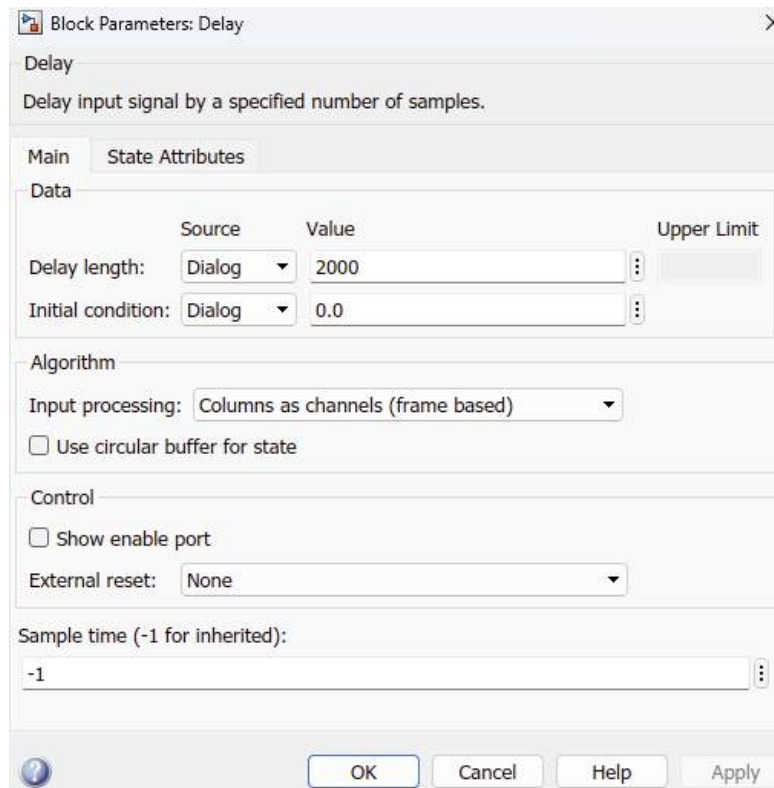 Block Parameters: Delay
Delay
Delay input signal by a specified number of samples.
Main State Attributes
Data
Source Value Upper Limit
Delay length: Dialog 2000
Initial condition: Dialog 0.0
Algorithm
Input processing: Columns as channels (frame based)
Use circular buffer for state
Control
Show enable port
External reset: None
Sample time (-1 for inherited):
-1
OK Cancel Help Apply